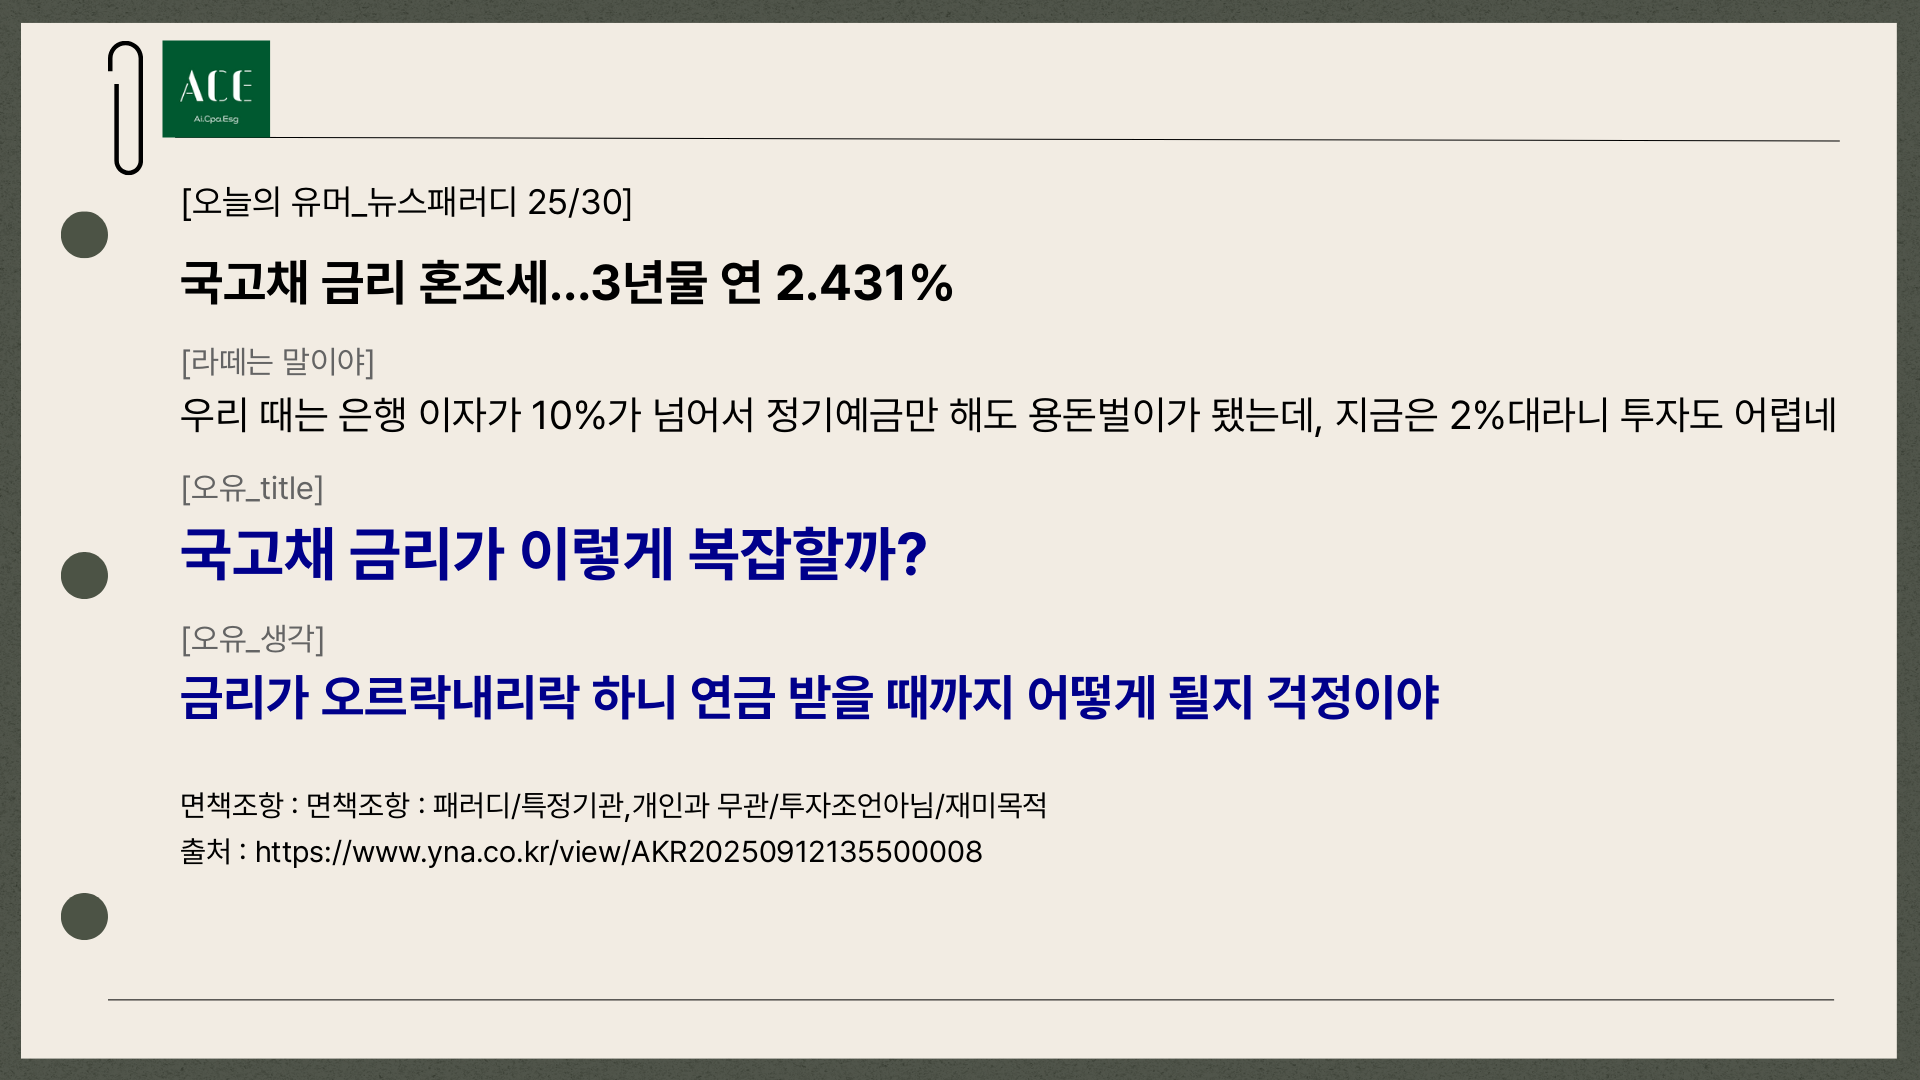 ACE
Ai.Cpa.Esg
[오늘의 유머_뉴스패러디 25/30]
국고채 금리 혼조세...3년물 연 2.431%
[라떼는 말이야]
우리 때는 은행 이자가 10%가 넘어서 정기예금만 해도 용돈벌이가 됐는데, 지금은 2%대라니 투자도 어렵네
[오유_title]
국고채 금리가 이렇게 복잡할까?
[오유_생각]
금리가 오르락내리락 하니 연금 받을 때까지 어떻게 될지 걱정이야
면책조항 : 면책조항 : 패러디/특정기관,개인과 무관/투자조언아님/재미목적
출처 : https://www.yna.co.kr/view/AKR20250912135500008